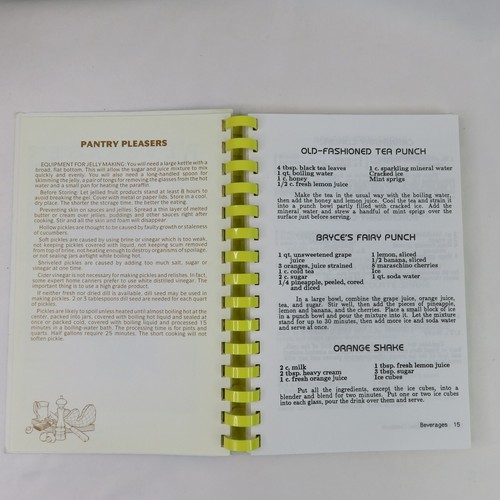 PANTRY PLEASERS
EQUIPMENT FOR JELLY MAKING: You will need a large kettle with a
broad, flat bottom. This will allow the sugar and juice mixture to mix
quickly and evenly. You will also need a long-handled spoon for
skimming the jelly, a pair of tongs for removing the glasses from the hot
water and a small pan for heating the paraffin.
Before Storing: Let jellied fruit products stand at least 8 hours to
avoid breaking the gel. Cover with metal or paper lids. Store in a cool,
dry place. The shorter the storage time, the better the eating.
Preventing skin on sauces and jellies: Spread a thin layer of melted
butter or cream over jellies, puddings and other sauces right after
cooking. Stir and all the skin and foam will disappear.
Hollow pickles are thought to be caused by faulty growth or staleness
of cucumbers.
Soft pickles are caused by using brine or vinegar which is too weak,
not keeping pickles covered with liquid, not keeping scum removed
from top of brine, not heating enough to destroy organisms of spoilage,
or not sealing jars airtight while boiling hot.
Shriveled pickles are caused by adding too much salt, sugar or
vinegar at one time.
Cider vinegar is not necessary for making pickles and relishes. In fact,
some expert home canners prefer to use white distilled vinegar. The
important thing is to use a high grade product.
If neither fresh nor dried dill is available, dill seed may be used in
making pickles. 2 or 3 tablespoons dill seed are needed for each quart
of pickles.
Pickles are likely to spoil unless heated until almost boiling hot at the
center, packed into jars, covered with boiling hot liquid and sealed at
once or packed cold, covered with boiling liquid and processed 15
minutes in a boiling-water bath. The processing time is for pints and
quarts. Half gallons require 25 minutes. The short cooking will not
soften pickle.
OLD-FASHIONED TEA PUNCH
4 tbsp. black tea leaves
1 qt. boiling water
1 c. honey
1/2 c. fresh lemon juice
1 c. sparkling mineral water
Cracked ice
Mint sprigs
Make the tea in the usual way with the boiling water,
then add the honey and lemon juice. Cool the tea and strain it
into a punch bowl partly filled with cracked ice. Add the
mineral water and strew a handful of mint sprigs over the
surface just before serving.
BAYCE'S FAIRY PUNCH
1 qt. unsweetened grape
juice
3 oranges, juice strained
1 c. cold tea
2 c. sugar
1/4 pineapple, peeled, cored
and diced
1 lemon, sliced
1/2 banana, sliced
6 maraschino cherries
Ice
1 qt. soda water
In a large bowl, combine the grape juice, orange juice,
tea, and sugar. Stir well, then add the pieces of pineapple,
lemon and banana, and the cherries. Place a small block of ice
in a punch bowl and pour the mixture into it. Let the mixture
stand for up to 30 minutes, then add more ice and soda water
and serve at once.
ORANGE SHAKE
2 c. milk
2 tbsp. heavy cream
1 c. fresh orange juice
1 tbsp. fresh lemon juice
3 tbsp. sugar
Ice cubes
Put all the ingredients, except the ice cubes, into a
blender and blend for two minutes. Put one or two ice cubes
into each glass, pour the drink over them and serve.
Beverages 15